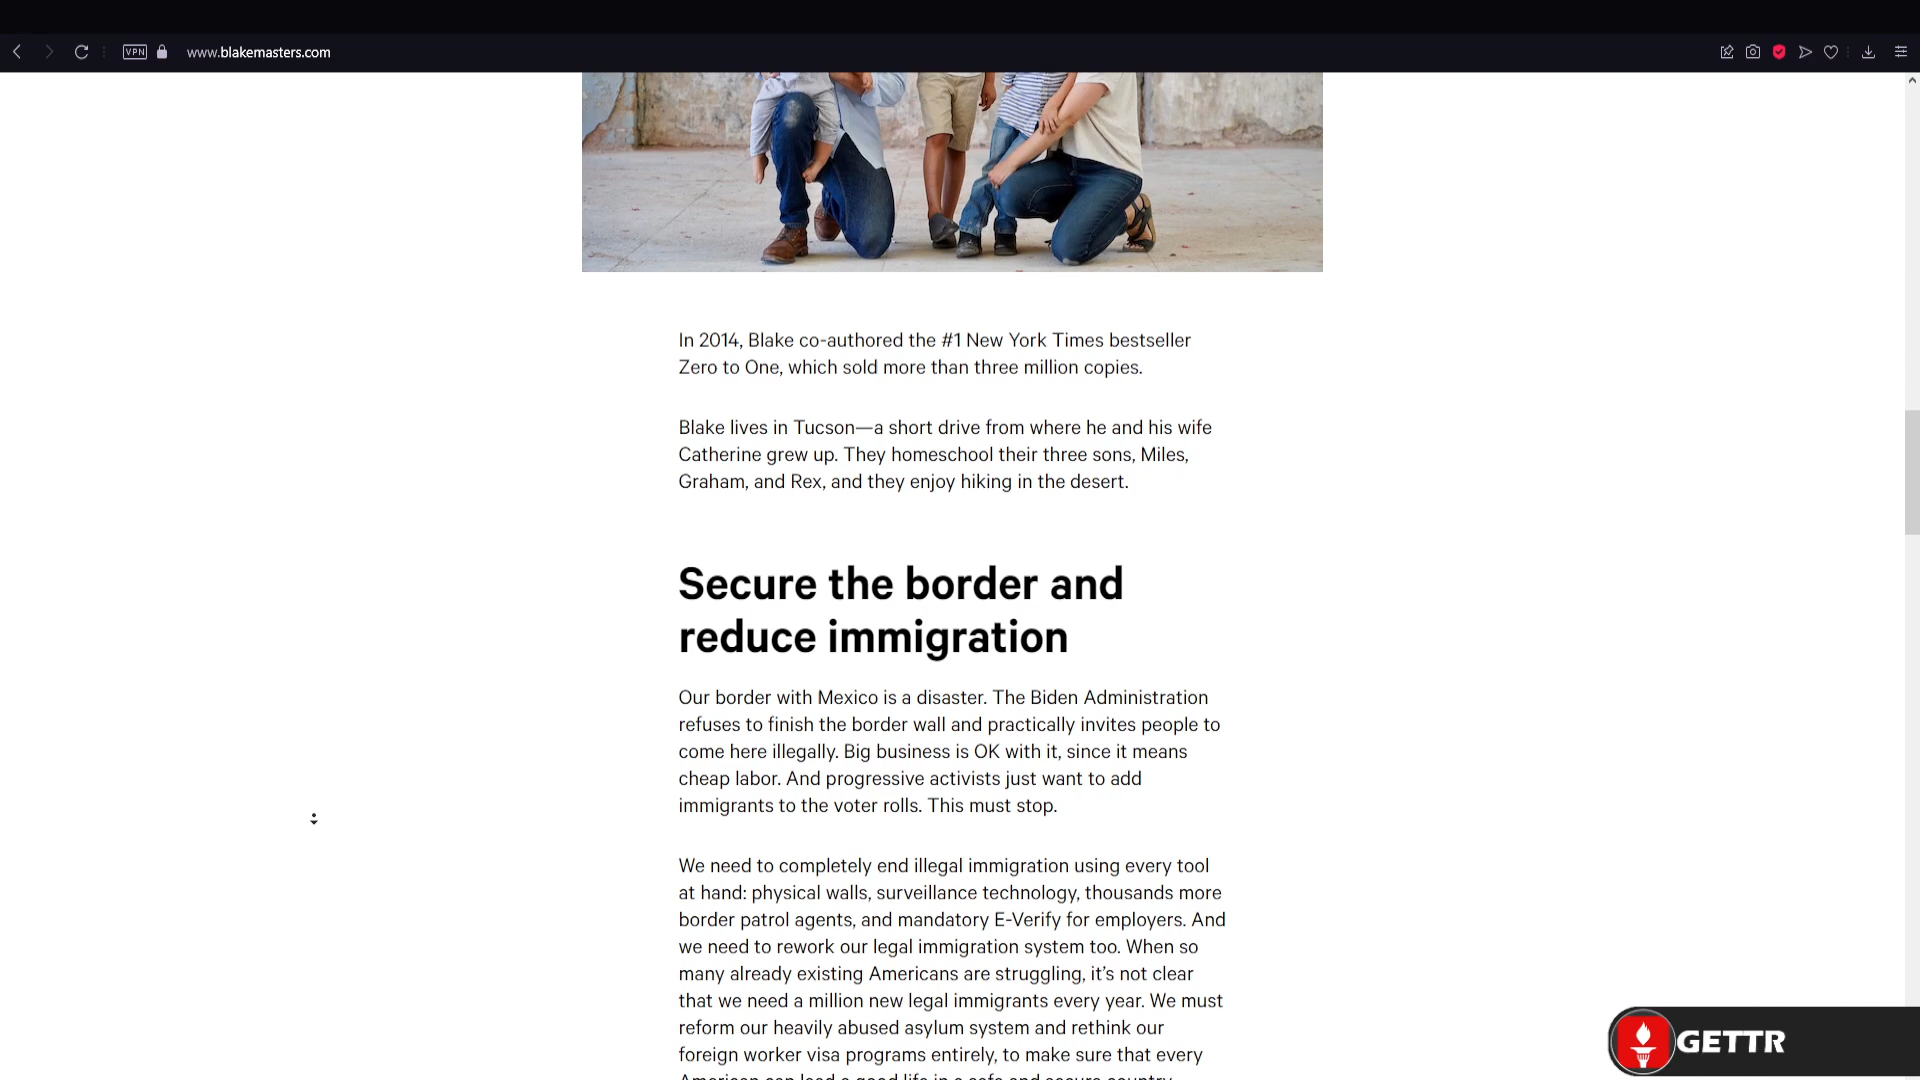 VPN
www.blakemasters.com
In 2014, Blake co-authored the #1 New York Times bestseller
Zero to One, which sold more than three million copies.
Blake lives in Tucson—a short drive from where he and his wife
Catherine grew up. They homeschool their three sons, Miles,
Graham, and Rex, and they enjoy hiking in the desert.
Secure the border and
reduce immigration
Our border with Mexico is a disaster. The Biden Administration
refuses to finish the border wall and practically invites people to
come here illegally. Big business is OK with it, since it means
cheap labor. And progressive activists just want to add
immigrants to the voter rolls. This must stop.
We need to completely end illegal immigration using every tool
at hand: physical walls, surveillance technology, thousands more
border patrol agents, and mandatory E-Verify for employers. And
we need to rework our legal immigration system too. When so
many already existing Americans are struggling, it's not clear
that we need a million new legal immigrants every year. We must
reform our heavily abused asylum system and rethink our
foreign worker visa programs entirely, to make sure that every
GETTR